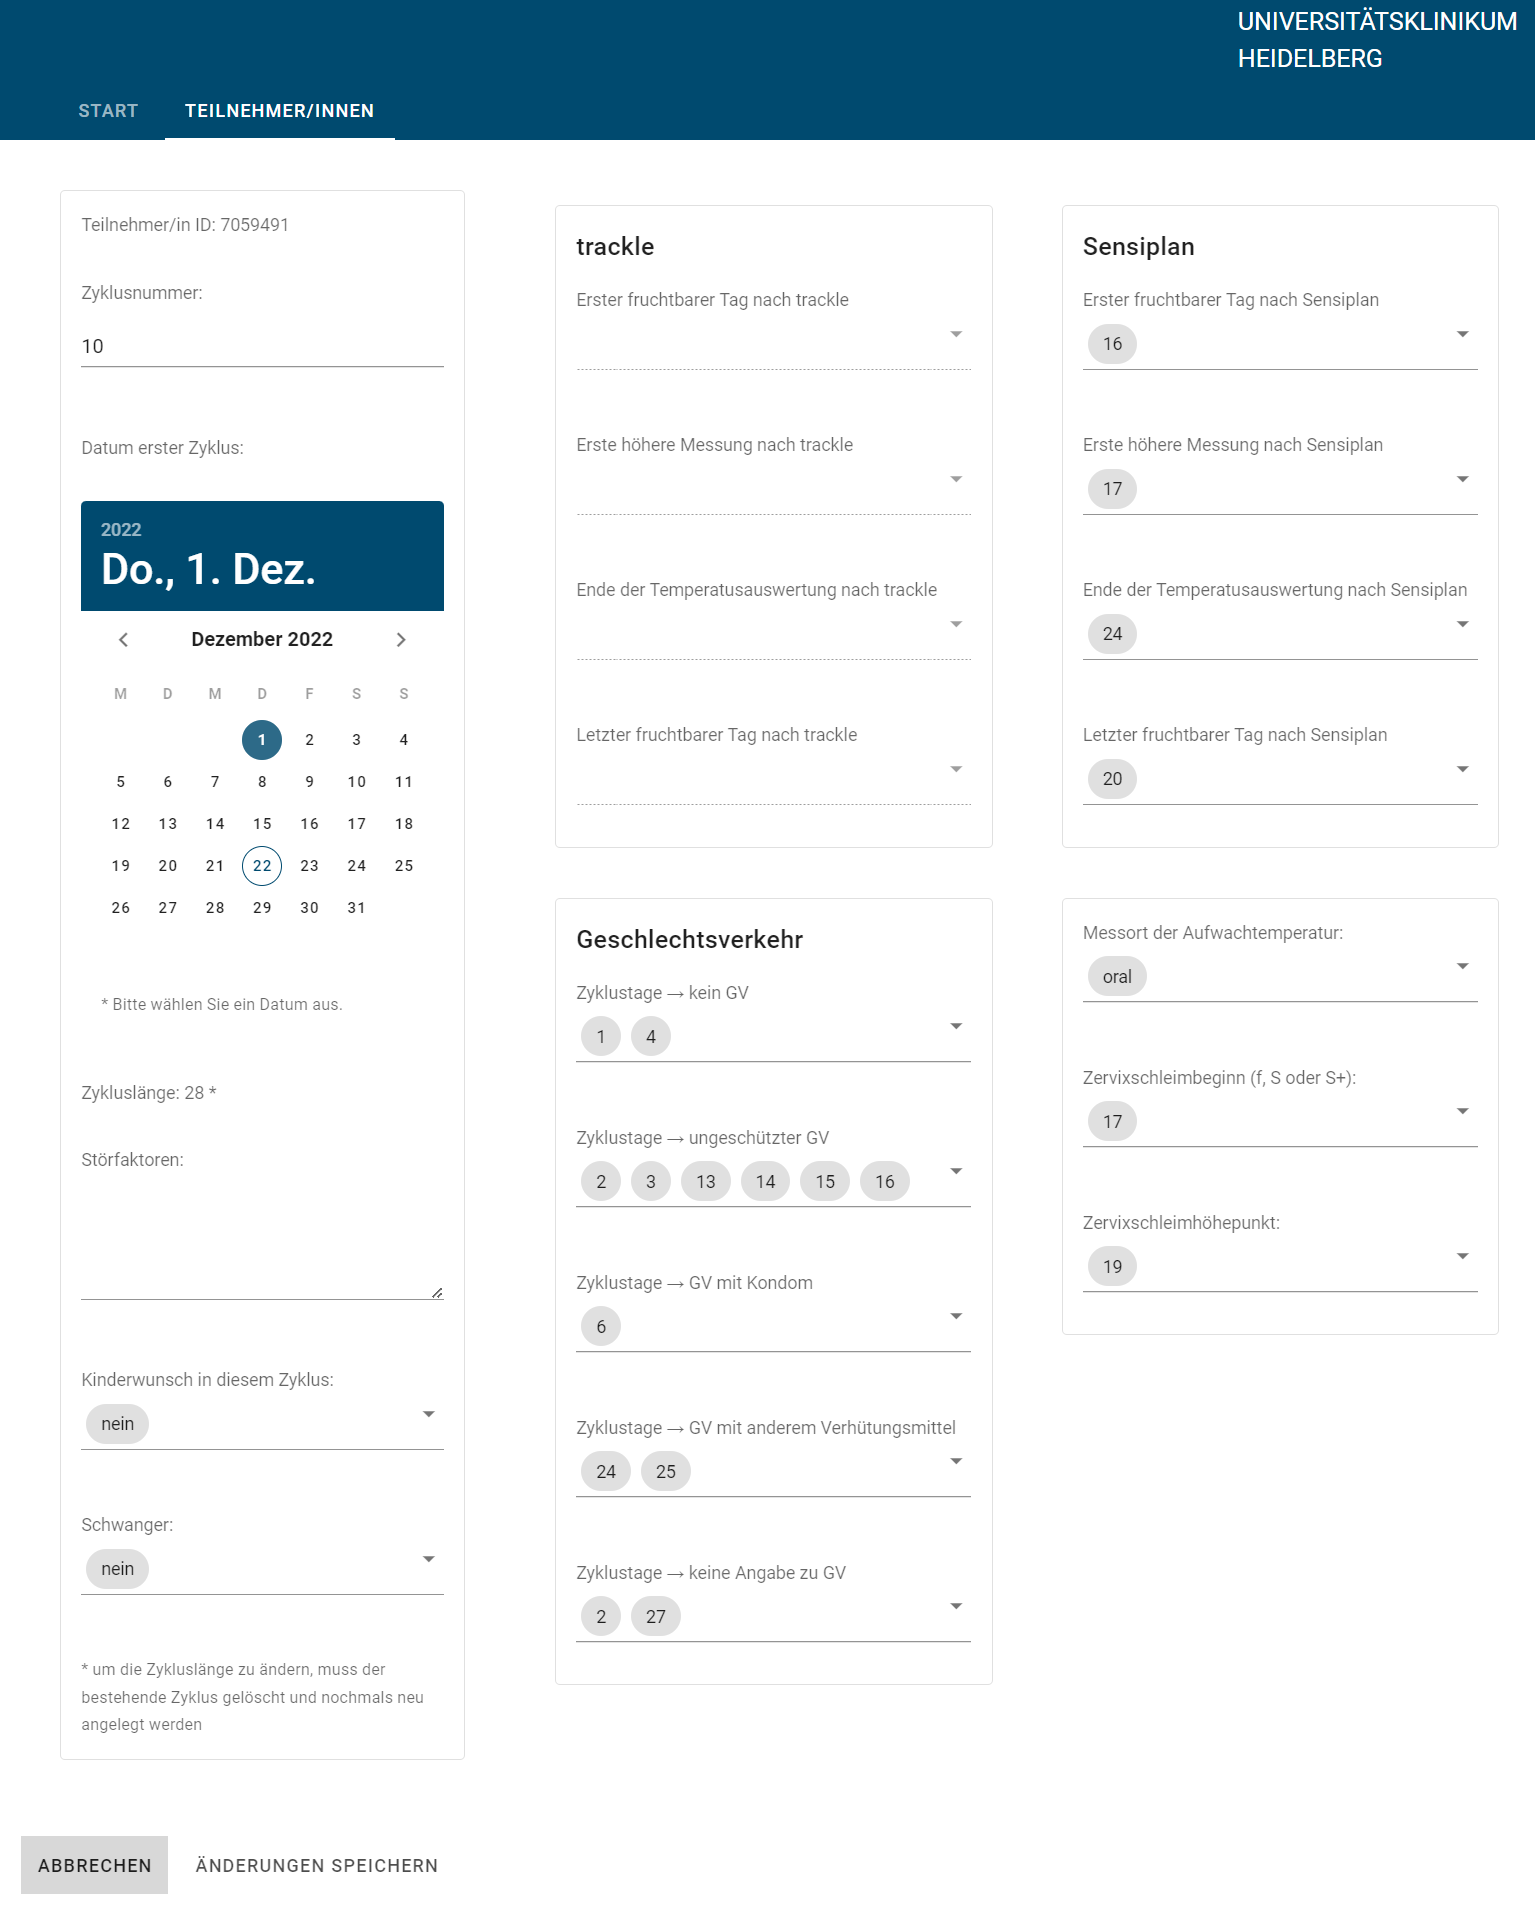 UNIVERSITÄTSKLINIKUM
HEIDELBERG
START TEILNEHMER/INNEN
Teilnehmer/in ID: 7059491
Zyklusnummer:
10
Datum erster Zyklus:
2022
Do., 1. Dez.
Dezember 2022
M D M D F S S
1 2 3 4
5 6 7 8 9 10 11
12 13 14 15 16 17 18
19 20 21 22 23 24 25
26 27 28 29 30 31
* Bitte wählen Sie ein Datum aus.
Zykluslänge: 28 *
Störfaktoren:
Kinderwunsch in diesem Zyklus:
nein
Schwanger:
nein
* um die Zykluslänge zu ändern, muss der
bestehende Zyklus gelöscht und nochmals neu
angelegt werden
trackle
Erster fruchtbarer Tag nach trackle
Erste höhere Messung nach trackle
Ende der Temperatusauswertung nach trackle
Letzter fruchtbarer Tag nach trackle
Sensiplan
Erster fruchtbarer Tag nach Sensiplan
16
Erste höhere Messung nach Sensiplan
17
Ende der Temperatusauswertung nach Sensiplan
24
Letzter fruchtbarer Tag nach Sensiplan
20
Geschlechtsverkehr
Zyklustage → kein GV
1 4
Zyklustage → ungeschützter GV
2 3 13 14 15 16
Zyklustage → GV mit Kondom
6
Zyklustage → GV mit anderem Verhütungsmittel
24 25
Zyklustage → keine Angabe zu GV
2 27
Messort der Aufwachtemperatur:
oral
Zervixschleimbeginn (f, S oder S+):
17
Zervixschleimhöhepunkt:
19
ABBRECHEN ÄNDERUNGEN SPEICHERN